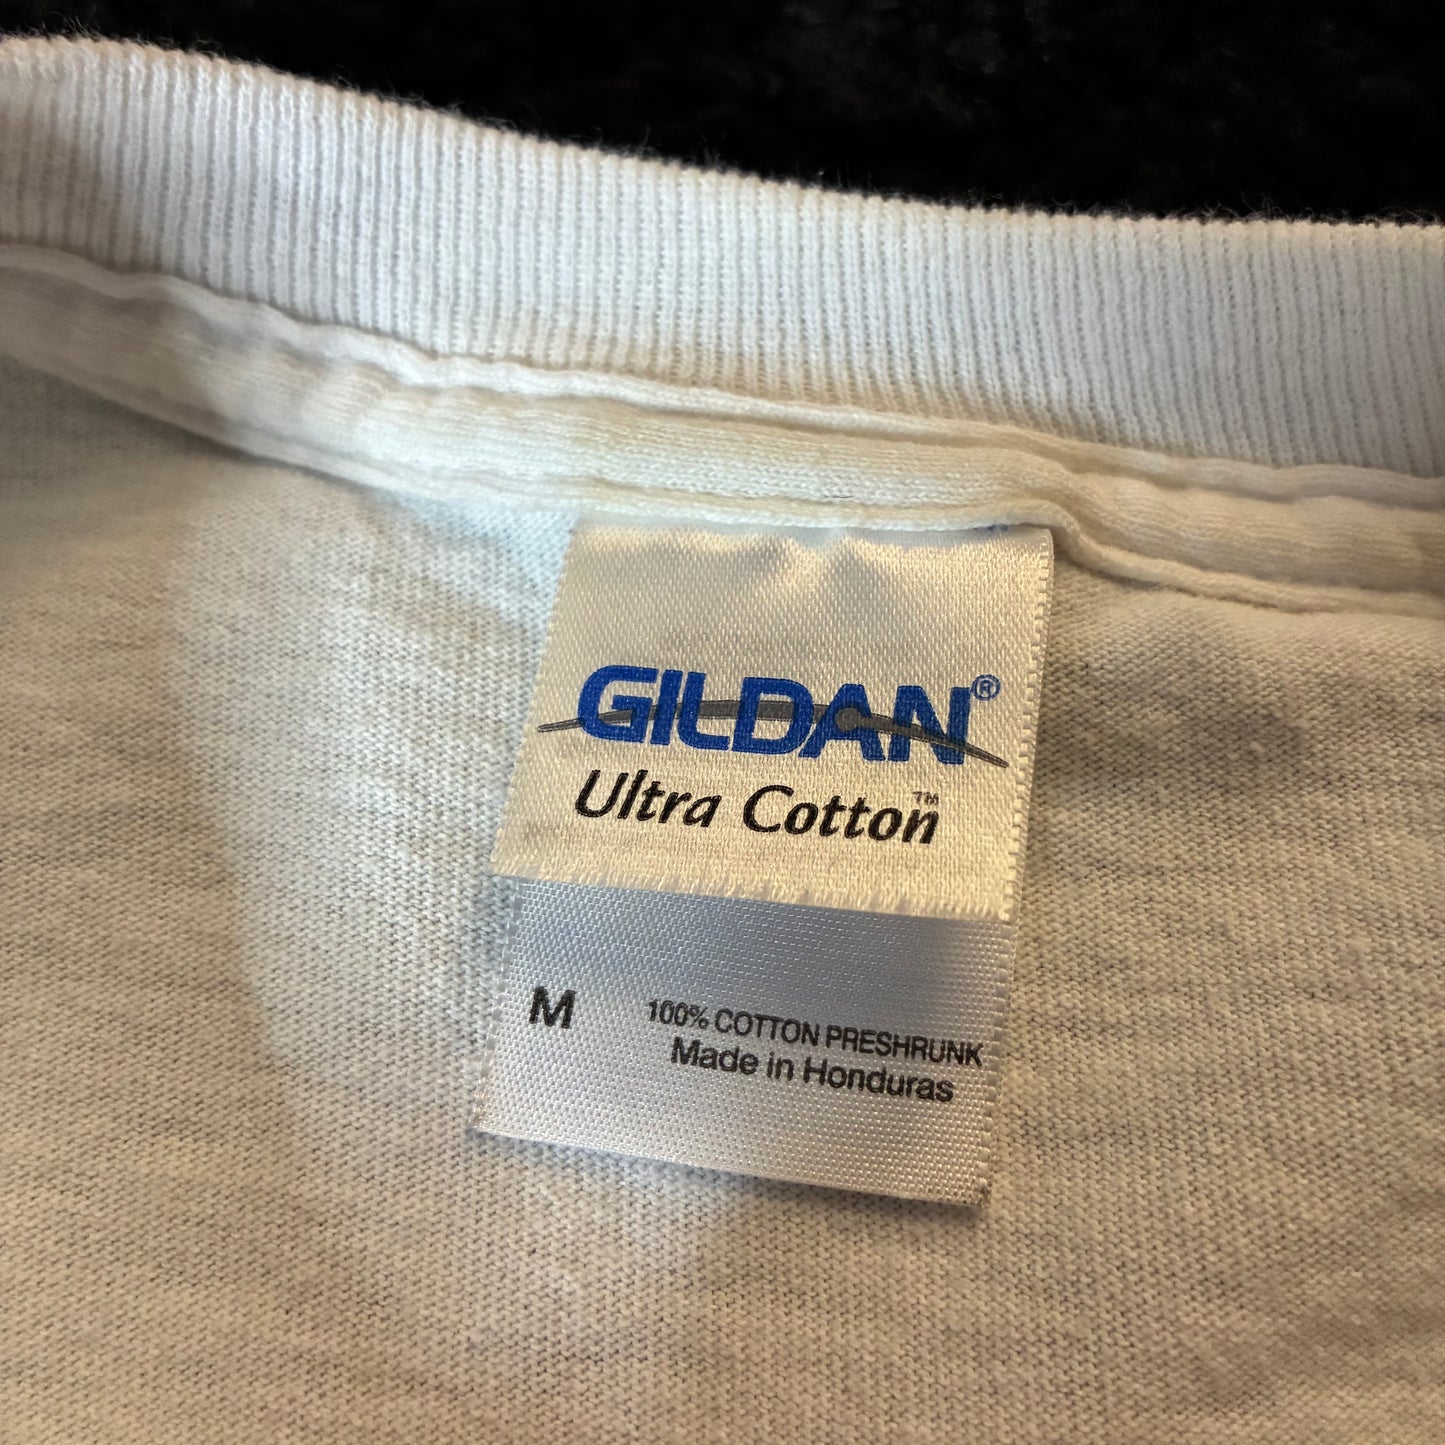 GILDAN®
Ultra Cotton™
M 100% COTTON PRESHRUNK
Made in Honduras